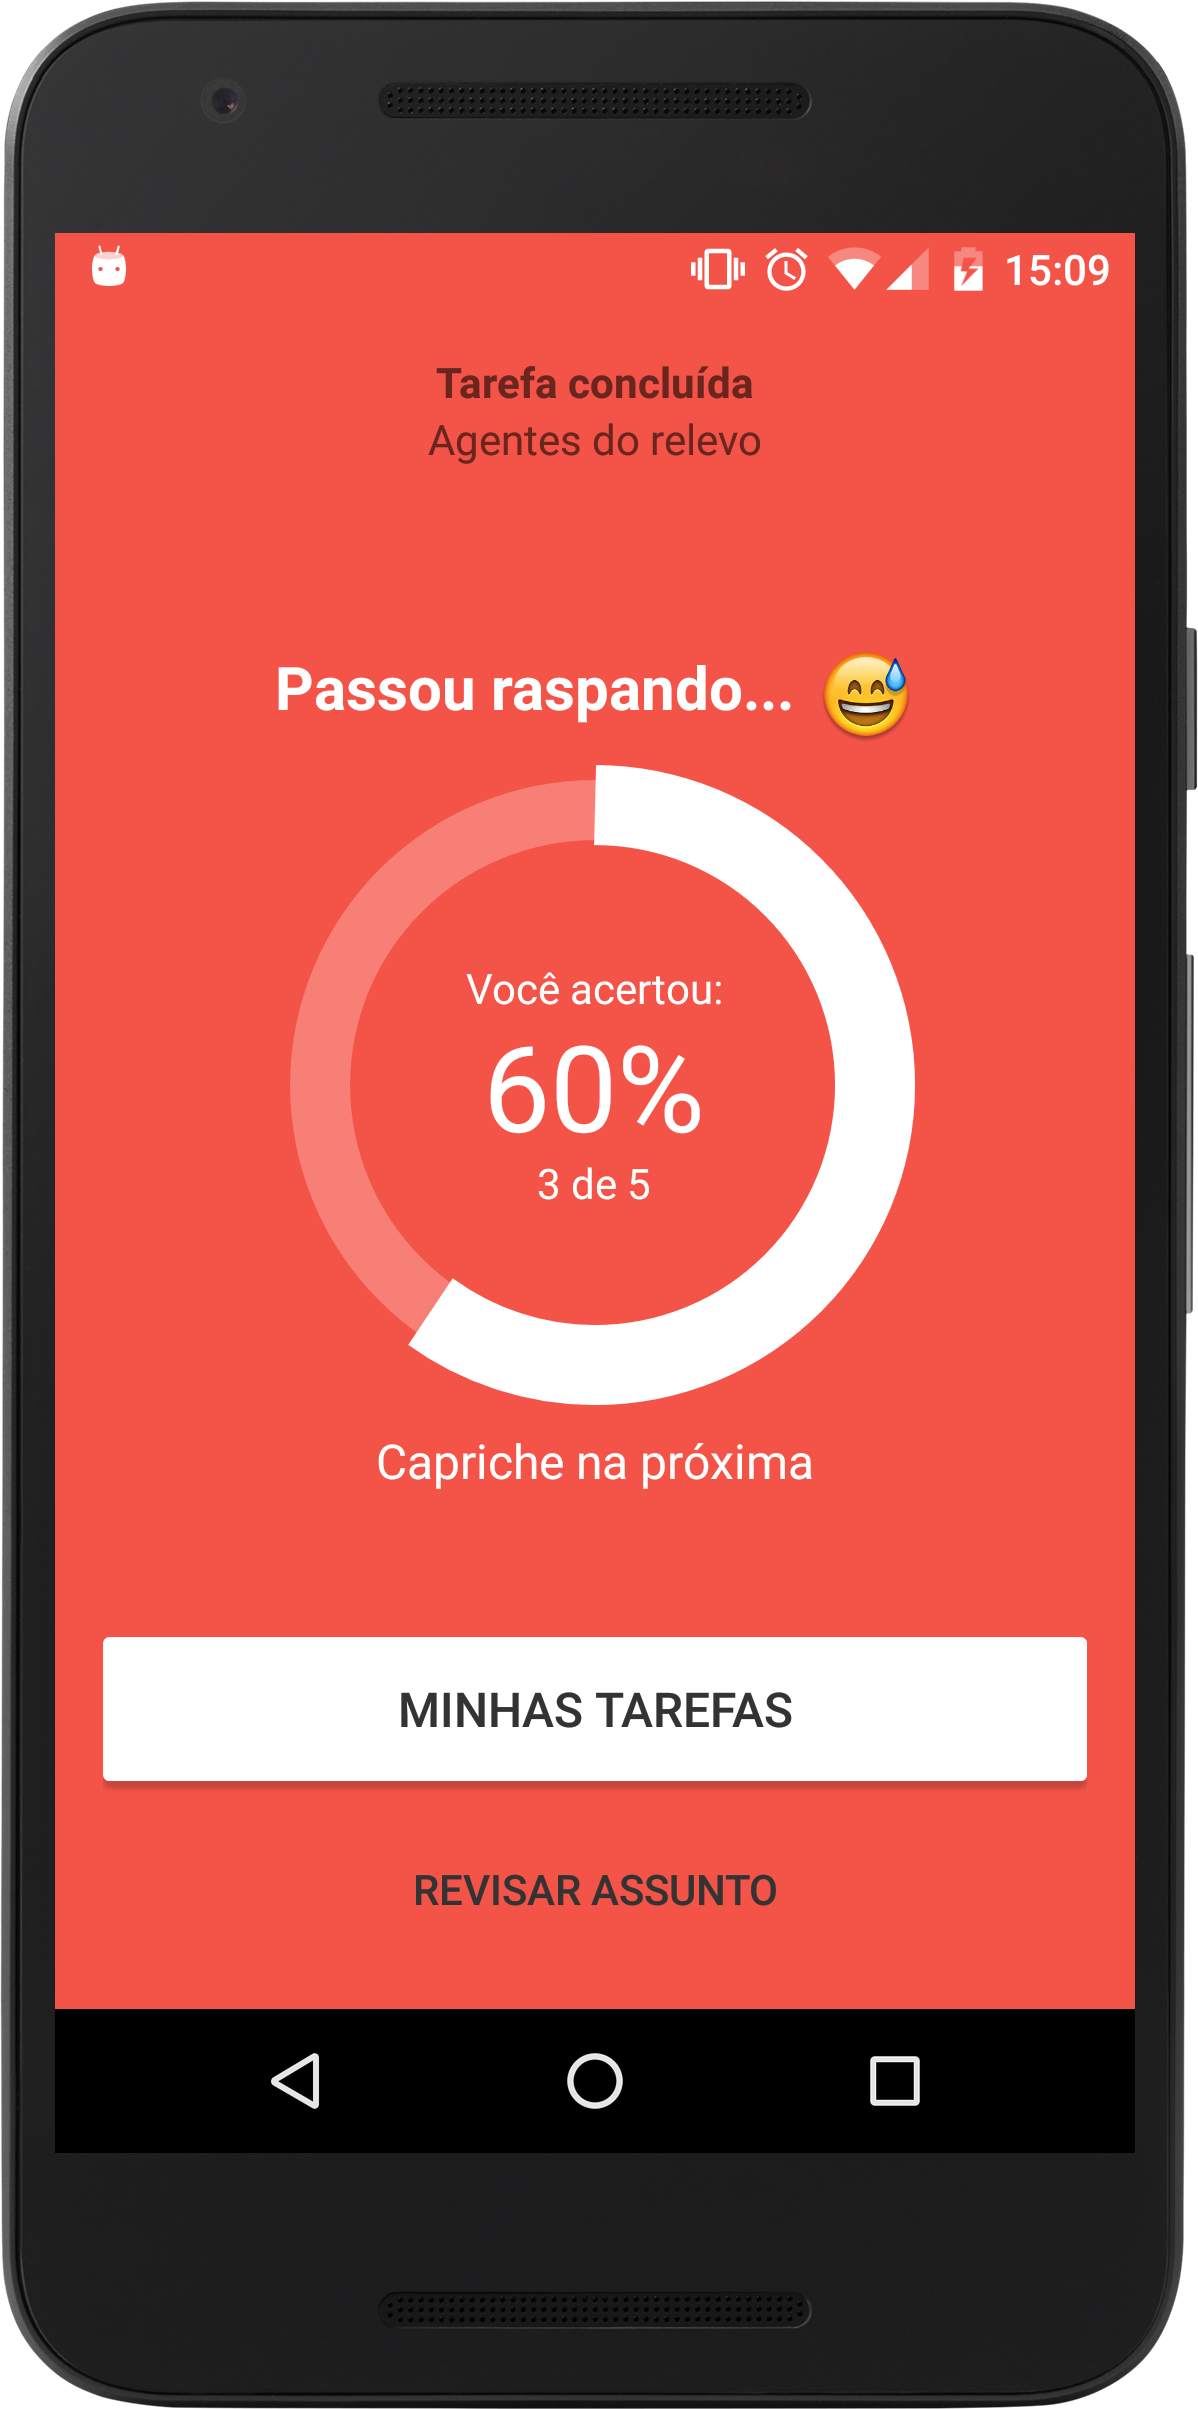 15:09
Tarefa concluída
Agentes do relevo
Passou raspando... 😅
Você acertou:
60%
3 de 5
Capriche na próxima
MINHAS TAREFAS
REVISAR ASSUNTO